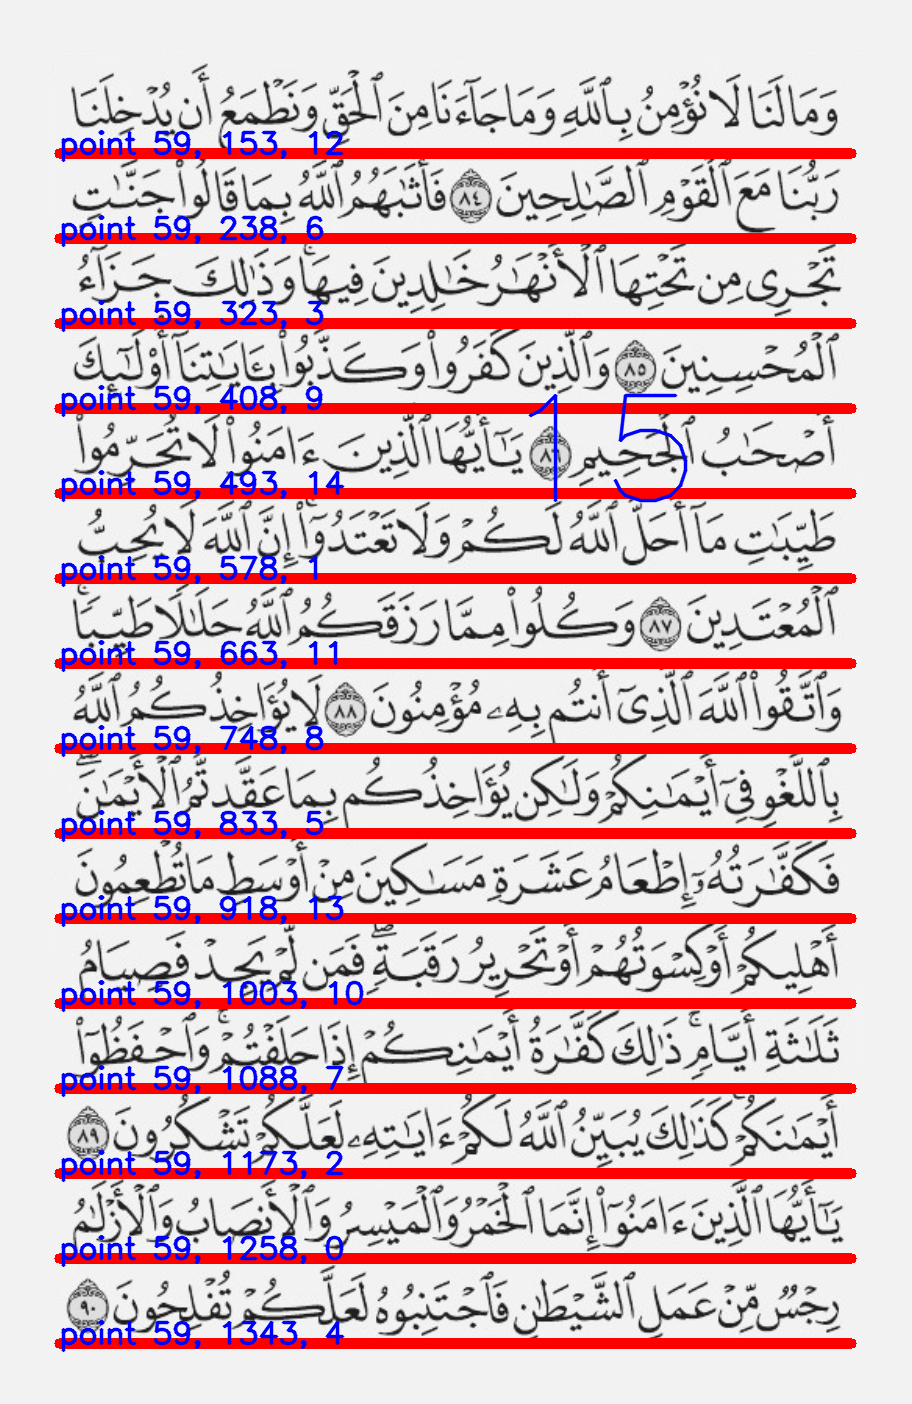 وَمَا لَنَا لَا نُؤْمِنُ بِٱللَّهِ وَمَا جَآءَنَا مِنَ ٱلْحَقِّ وَنَطْمَعُ أَن يُدْخِلَنَا
point 59, 153, 12
رَبُّنَا مَعَ ٱلْقَوْمِ ٱلصَّٰلِحِينَ ٨٤ فَأَثَٰبَهُمُ ٱللَّهُ بِمَا قَالُوا۟ جَنَّٰتٍ
point 59, 238, 6
تَجْرِى مِن تَحْتِهَا ٱلْأَنْهَٰرُ خَٰلِدِينَ فِيهَا ۚ وَذَٰلِكَ جَزَآءُ
point 59, 323, 3
ٱلْمُحْسِنِينَ ٨٥ وَٱلَّذِينَ كَفَرُوا۟ وَكَذَّبُوا۟ بِـَٔايَٰتِنَآ أُو۟لَٰٓئِكَ
point 59, 408, 9
15
أَصْحَٰبُ ٱلْجَحِيمِ ٨٦ يَٰٓأَيُّهَا ٱلَّذِينَ ءَامَنُوا۟ لَا تُحَرِّمُوا۟
point 59, 493, 14
طَيِّبَٰتِ مَآ أَحَلَّ ٱللَّهُ لَكُمْ وَلَا تَعْتَدُوٓا۟ ۚ إِنَّ ٱللَّهَ لَا يُحِبُّ
point 59, 578, 1
ٱلْمُعْتَدِينَ ٨٧ وَكُلُوا۟ مِمَّا رَزَقَكُمُ ٱللَّهُ حَلَٰلًا طَيِّبًا ۚ
point 59, 663, 11
وَٱتَّقُوا۟ ٱللَّهَ ٱلَّذِىٓ أَنتُم بِهِۦ مُؤْمِنُونَ ٨٨ لَا يُؤَاخِذُكُمُ ٱللَّهُ
point 59, 748, 8
بِٱللَّغْوِ فِىٓ أَيْمَٰنِكُمْ وَلَٰكِن يُؤَاخِذُكُم بِمَا عَقَّدتُّمُ ٱلْأَيْمَٰنَ ۖ
point 59, 833, 5
فَكَفَّٰرَتُهُۥٓ إِطْعَامُ عَشَرَةِ مَسَٰكِينَ مِنْ أَوْسَطِ مَا تُطْعِمُونَ
point 59, 918, 13
أَهْلِيكُمْ أَوْ كِسْوَتُهُمْ أَوْ تَحْرِيرُ رَقَبَةٍ ۖ فَمَن لَّمْ يَجِدْ فَصِيَامُ
point 59, 1003, 10
ثَلَٰثَةِ أَيَّامٍ ۚ ذَٰلِكَ كَفَّٰرَةُ أَيْمَٰنِكُمْ إِذَا حَلَفْتُمْ ۚ وَٱحْفَظُوٓا۟
point 59, 1088, 7
أَيْمَٰنَكُمْ ۚ كَذَٰلِكَ يُبَيِّنُ ٱللَّهُ لَكُمْ ءَايَٰتِهِۦ لَعَلَّكُمْ تَشْكُرُونَ ٨٩
point 59, 1173, 2
يَٰٓأَيُّهَا ٱلَّذِينَ ءَامَنُوٓا۟ إِنَّمَا ٱلْخَمْرُ وَٱلْمَيْسِرُ وَٱلْأَنصَابُ وَٱلْأَزْلَٰمُ
point 59, 1258, 0
رِجْسٌ مِّنْ عَمَلِ ٱلشَّيْطَٰنِ فَٱجْتَنِبُوهُ لَعَلَّكُمْ تُفْلِحُونَ ٩٠
point 59, 1343, 4